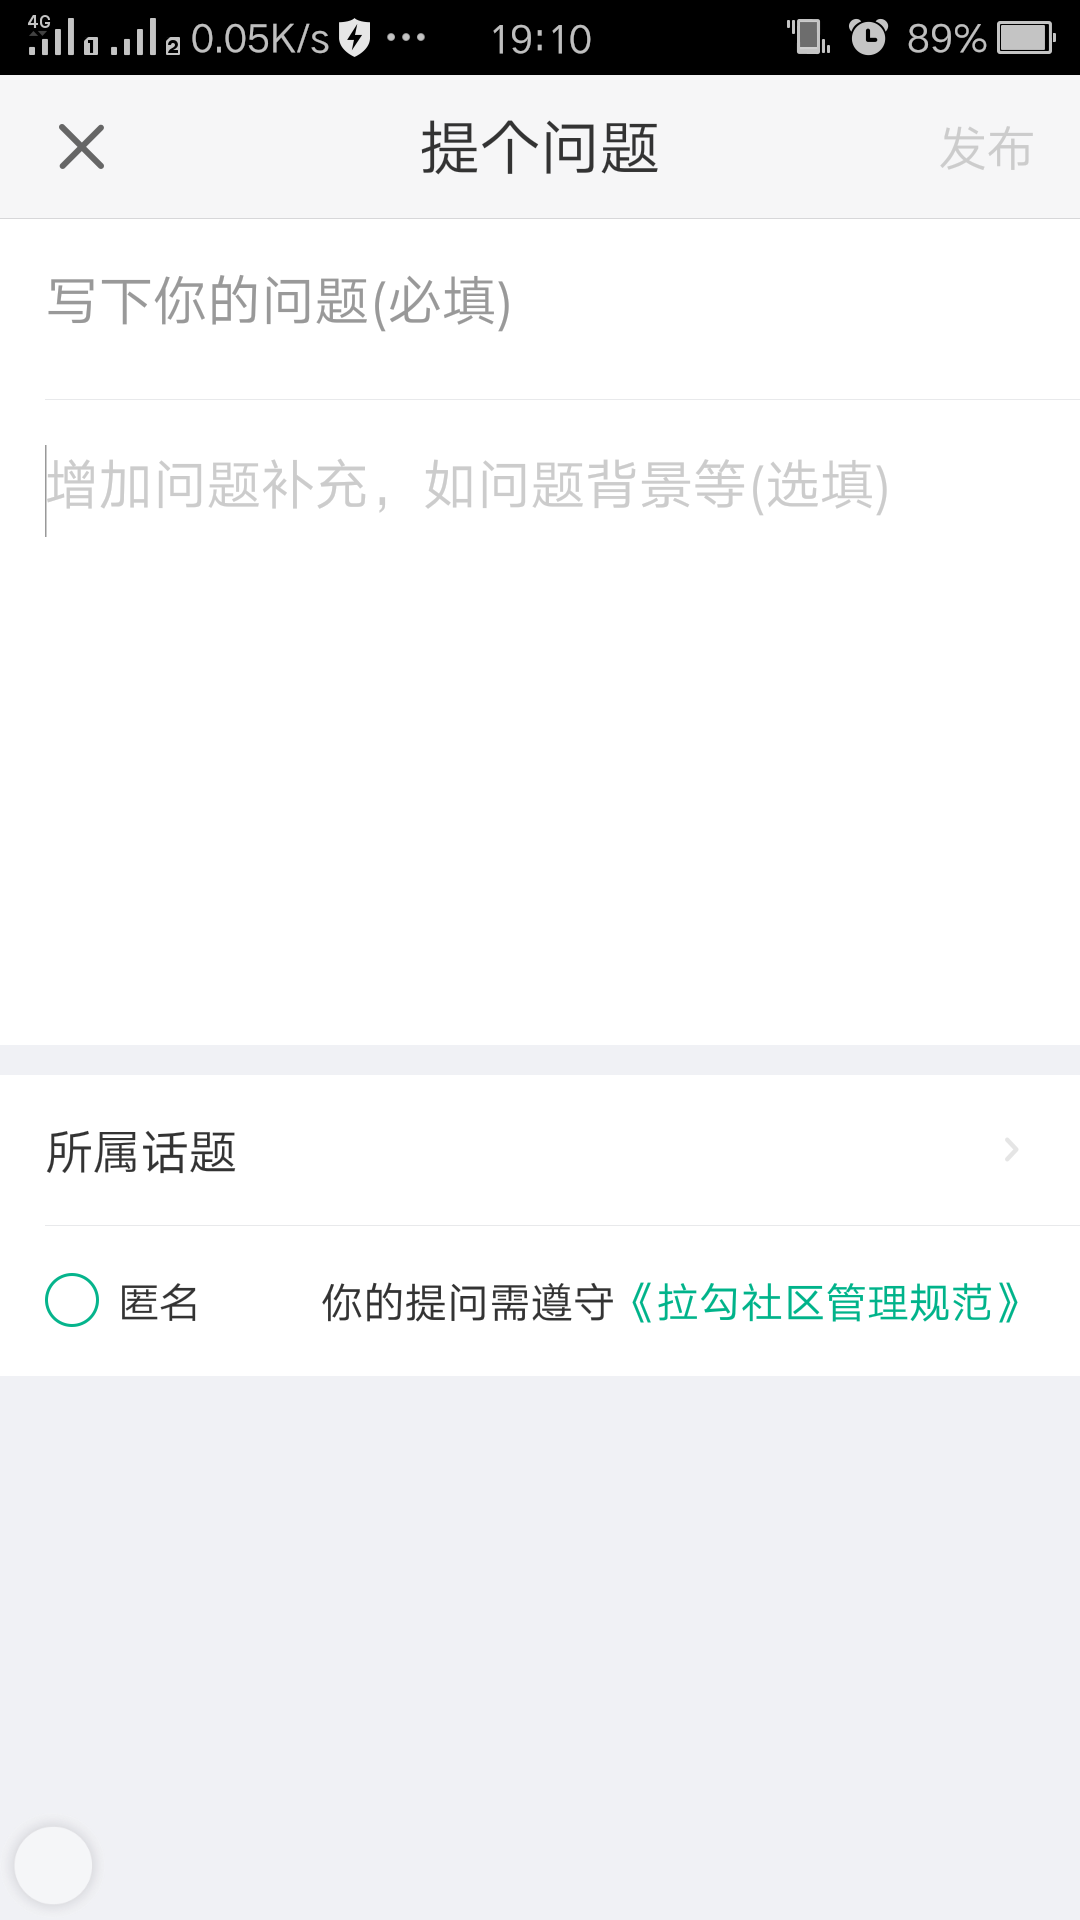 4G 1 2 0.05K/s ... 19:10 89%
提个问题 发布
写下你的问题(必填)
增加问题补充，如问题背景等(选填)
所属话题
匿名 你的提问需遵守《拉勾社区管理规范》